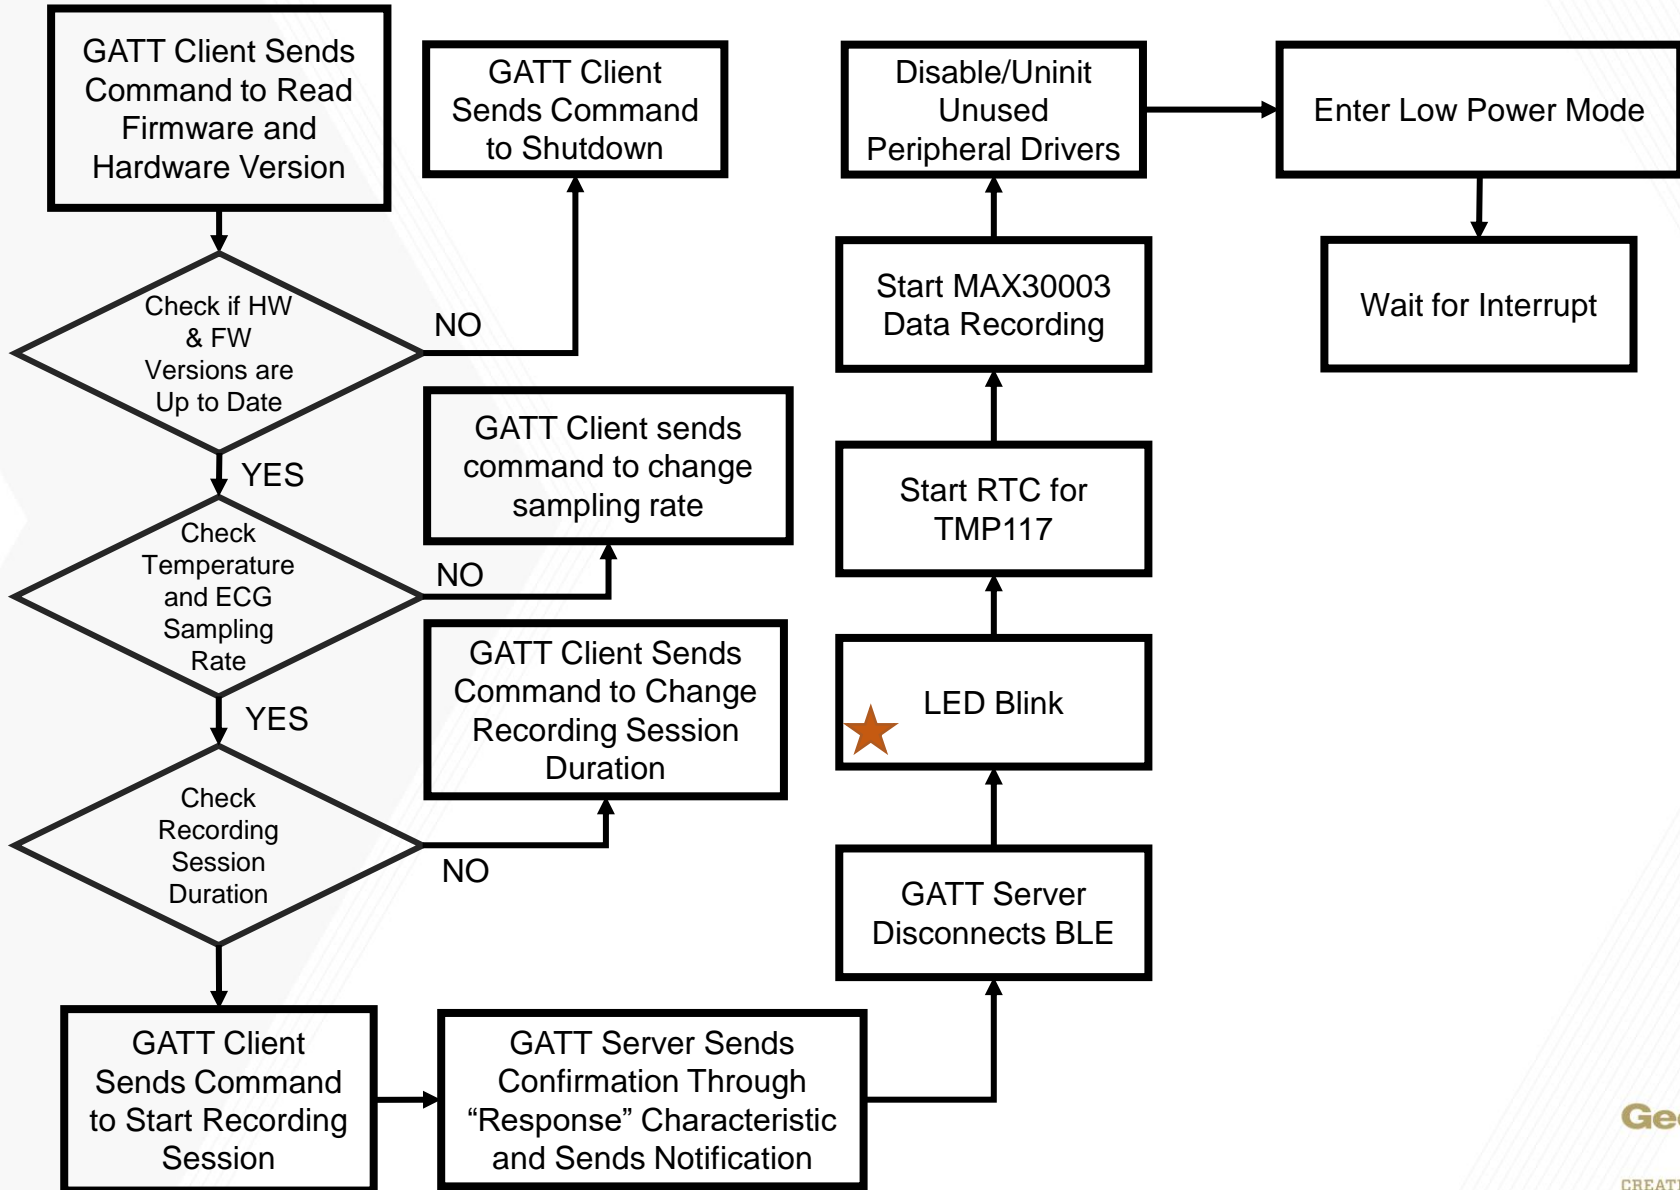 GATT Client Sends
Command to Read
Firmware and
Hardware Version
GATT Client
Sends Command
to Shutdown
Check if HW
& FW
Versions are
Up to Date
NO
YES
GATT Client sends
command to change
sampling rate
Check
Temperature
and ECG
Sampling
Rate
NO
YES
GATT Client Sends
Command to Change
Recording Session
Duration
Check
Recording
Session
Duration
NO
GATT Client
Sends Command
to Start Recording
Session
GATT Server Sends
Confirmation Through
“Response” Characteristic
and Sends Notification
GATT Server
Disconnects BLE
LED Blink
Start RTC for
TMP117
Start MAX30003
Data Recording
Disable/Uninit
Unused
Peripheral Drivers
Enter Low Power Mode
Wait for Interrupt